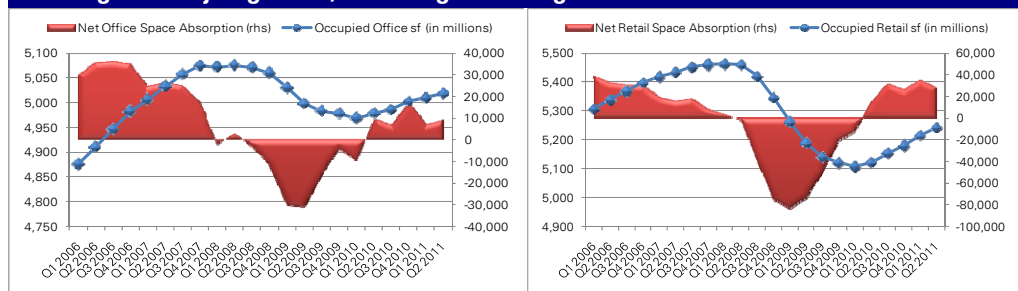 Net Office Space Absorption (rhs) Occupied Office sf (in millions)
5,100
5,050
5,000
4,950
4,900
4,850
4,800
4,750
40,000
30,000
20,000
10,000
0
-10,000
-20,000
-30,000
-40,000
Q1 2006
Q2 2006
Q3 2006
Q4 2006
Q1 2007
Q2 2007
Q3 2007
Q4 2007
Q1 2008
Q2 2008
Q3 2008
Q4 2008
Q1 2009
Q2 2009
Q3 2009
Q4 2009
Q1 2010
Q2 2010
Q3 2010
Q4 2010
Q1 2011
Q2 2011
Net Retail Space Absorption (rhs) Occupied Retail sf (in millions)
5,500
5,400
5,300
5,200
5,100
5,000
4,900
60,000
40,000
20,000
0
-20,000
-40,000
-60,000
-80,000
-100,000
Q1 2006
Q2 2006
Q3 2006
Q4 2006
Q1 2007
Q2 2007
Q3 2007
Q4 2007
Q1 2008
Q2 2008
Q3 2008
Q4 2008
Q1 2009
Q2 2009
Q3 2009
Q4 2009
Q1 2010
Q2 2010
Q3 2010
Q4 2010
Q1 2011
Q2 2011